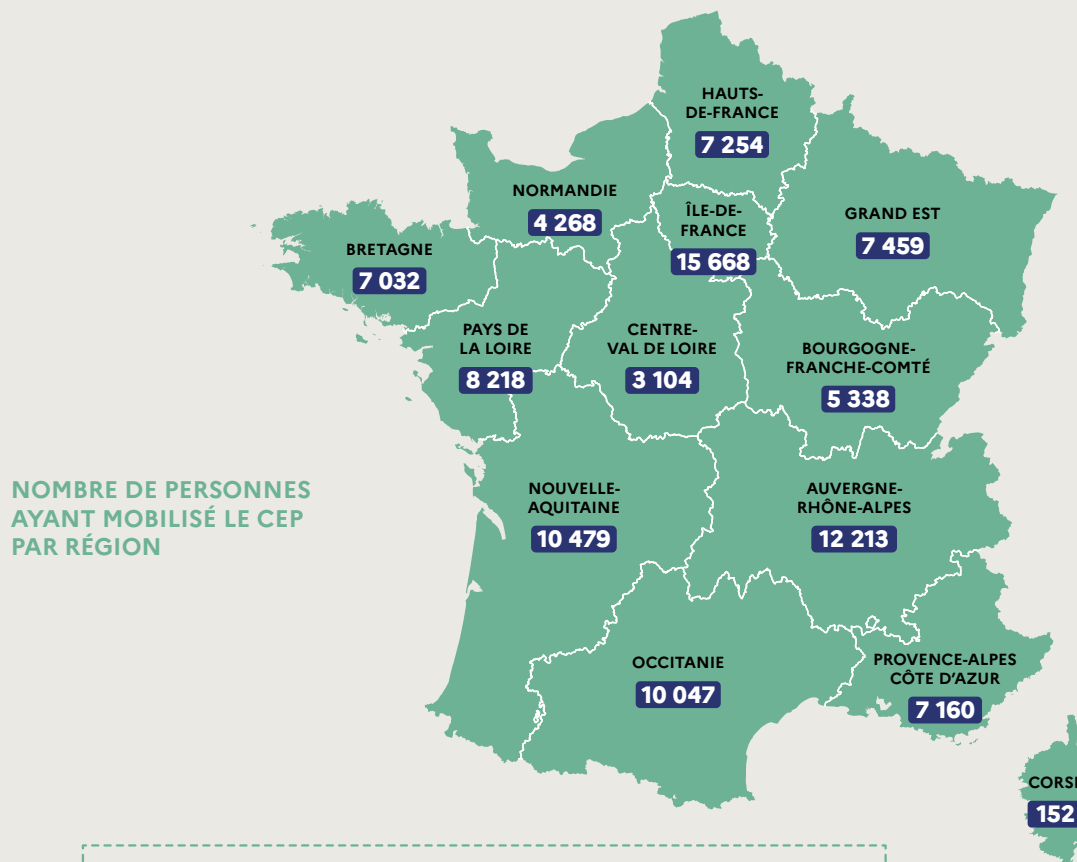 HAUTS-
DE-FRANCE
7 254
NORMANDIE
4 268
ÎLE-DE-
FRANCE
15 668
GRAND EST
7 459
BRETAGNE
7 032
PAYS DE
LA LOIRE
8 218
CENTRE-
VAL DE LOIRE
3 104
BOURGOGNE-
FRANCHE-COMTÉ
5 338
NOMBRE DE PERSONNES
AYANT MOBILISÉ LE CEP
PAR RÉGION
NOUVELLE-
AQUITAINE
10 479
AUVERGNE-
RHÔNE-ALPES
12 213
OCCITANIE
10 047
PROVENCE-ALPES
CÔTE D'AZUR
7 160
152